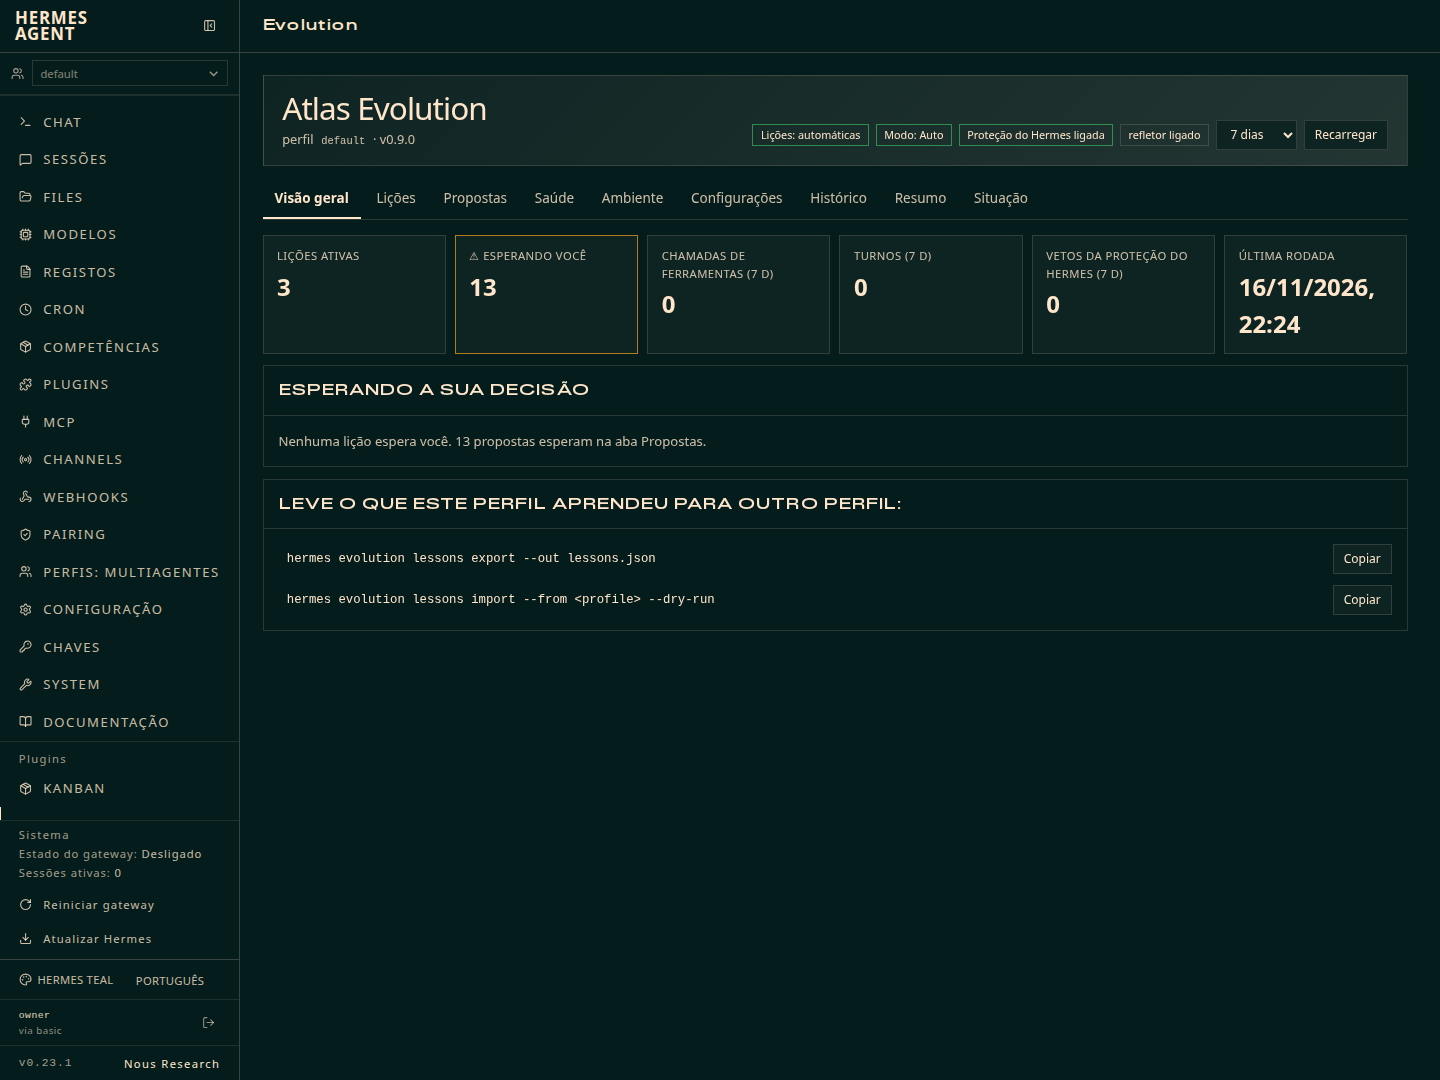 HERMES
AGENT
default
CHAT
SESSÕES
FILES
MODELOS
REGISTOS
CRON
COMPETÊNCIAS
PLUGINS
MCP
CHANNELS
WEBHOOKS
PAIRING
PERFIS: MULTIAGENTES
CONFIGURAÇÃO
CHAVES
SYSTEM
DOCUMENTAÇÃO
Plugins
KANBAN
Sistema
Estado do gateway: Desligado
Sessões ativas: 0
Reiniciar gateway
Atualizar Hermes
HERMES TEAL PORTUGUÊS
owner
via basic
v0.23.1 Nous Research
Evolution
Atlas Evolution
perfil default · v0.9.0
Lições: automáticas Modo: Auto Proteção do Hermes ligada refletor ligado 7 dias Recarregar
Visão geral Lições Propostas Saúde Ambiente Configurações Histórico Resumo Situação
LIÇÕES ATIVAS
3
⚠ ESPERANDO VOCÊ
13
CHAMADAS DE
FERRAMENTAS (7 D)
0
TURNOS (7 D)
0
VETOS DA PROTEÇÃO DO
HERMES (7 D)
0
ÚLTIMA RODADA
16/11/2026,
22:24
ESPERANDO A SUA DECISÃO
Nenhuma lição espera você. 13 propostas esperam na aba Propostas.
LEVE O QUE ESTE PERFIL APRENDEU PARA OUTRO PERFIL:
hermes evolution lessons export --out lessons.json Copiar
hermes evolution lessons import --from <profile> --dry-run Copiar